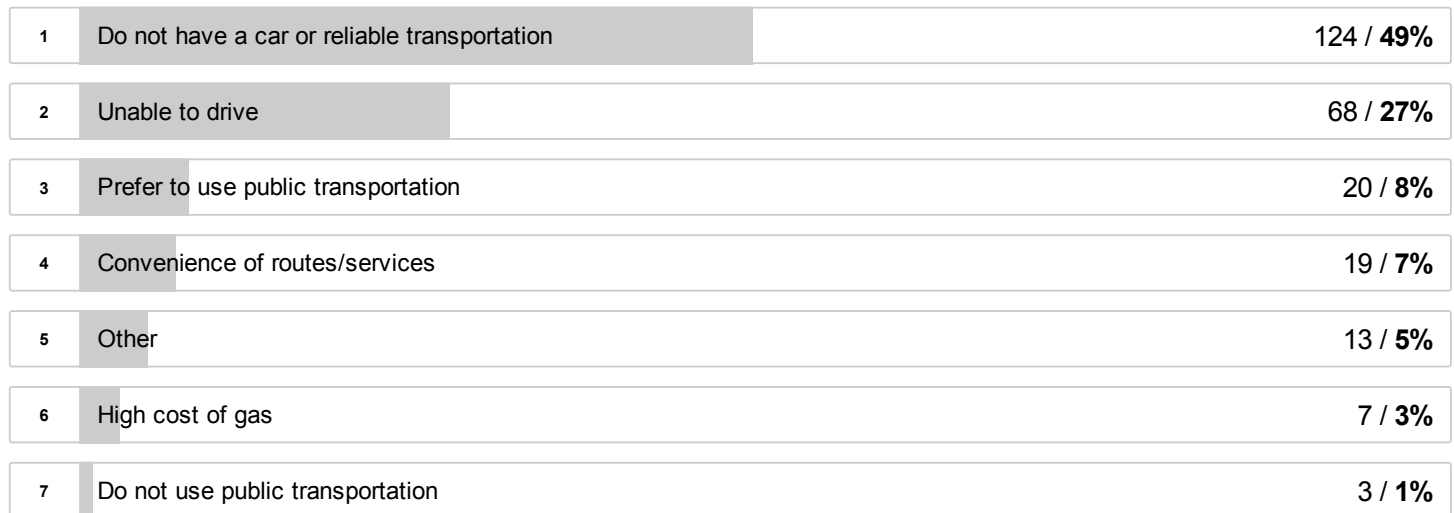 1 Do not have a car or reliable transportation 124 / 49%
2 Unable to drive 68 / 27%
3 Prefer to use public transportation 20 / 8%
4 Convenience of routes/services 19 / 7%
5 Other 13 / 5%
6 High cost of gas 7 / 3%
7 Do not use public transportation 3 / 1%